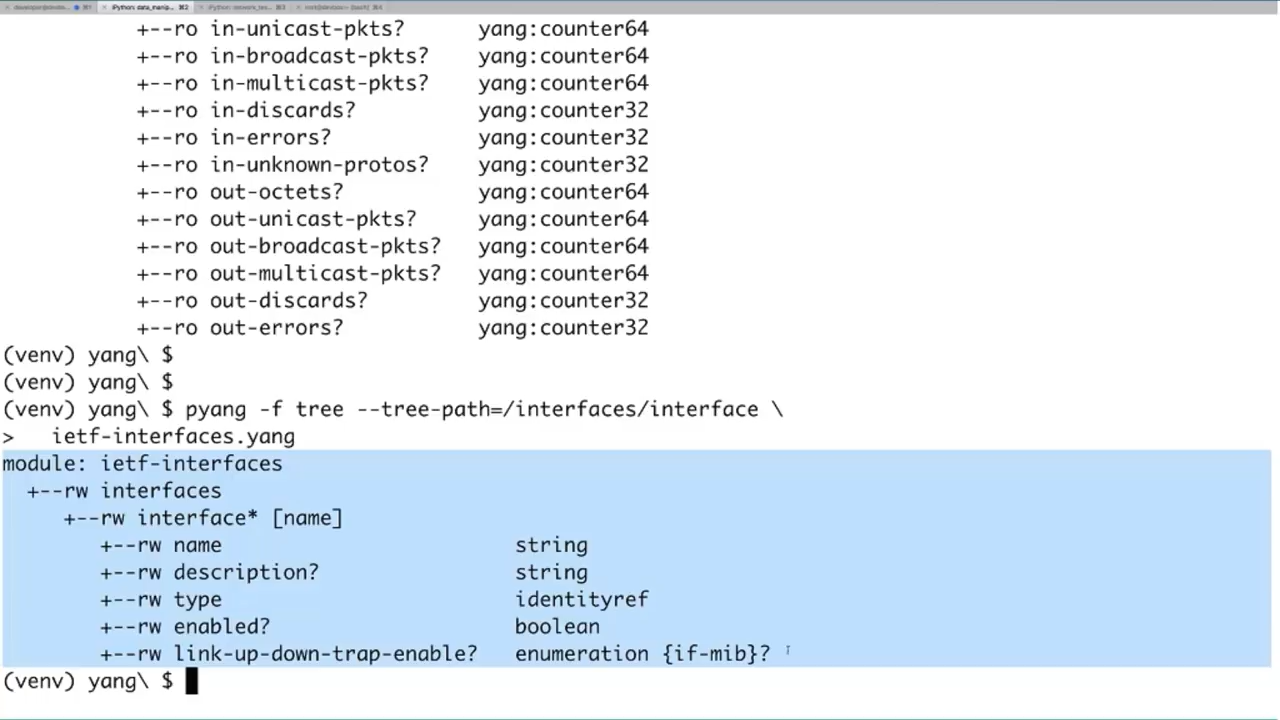 +--ro in-unicast-pkts? yang:counter64
+--ro in-broadcast-pkts? yang:counter64
+--ro in-multicast-pkts? yang:counter64
+--ro in-discards? yang:counter32
+--ro in-errors? yang:counter32
+--ro in-unknown-protos? yang:counter32
+--ro out-octets? yang:counter64
+--ro out-unicast-pkts? yang:counter64
+--ro out-broadcast-pkts? yang:counter64
+--ro out-multicast-pkts? yang:counter64
+--ro out-discards? yang:counter32
+--ro out-errors? yang:counter32
(venv) yang\ $
(venv) yang\ $
(venv) yang\ $ pyang -f tree --tree-path=/interfaces/interface \
> ietf-interfaces.yang
module: ietf-interfaces
+--rw interfaces
+--rw interface* [name]
+--rw name string
+--rw description? string
+--rw type identityref
+--rw enabled? boolean
+--rw link-up-down-trap-enable? enumeration {if-mib}?
(venv) yang\ $